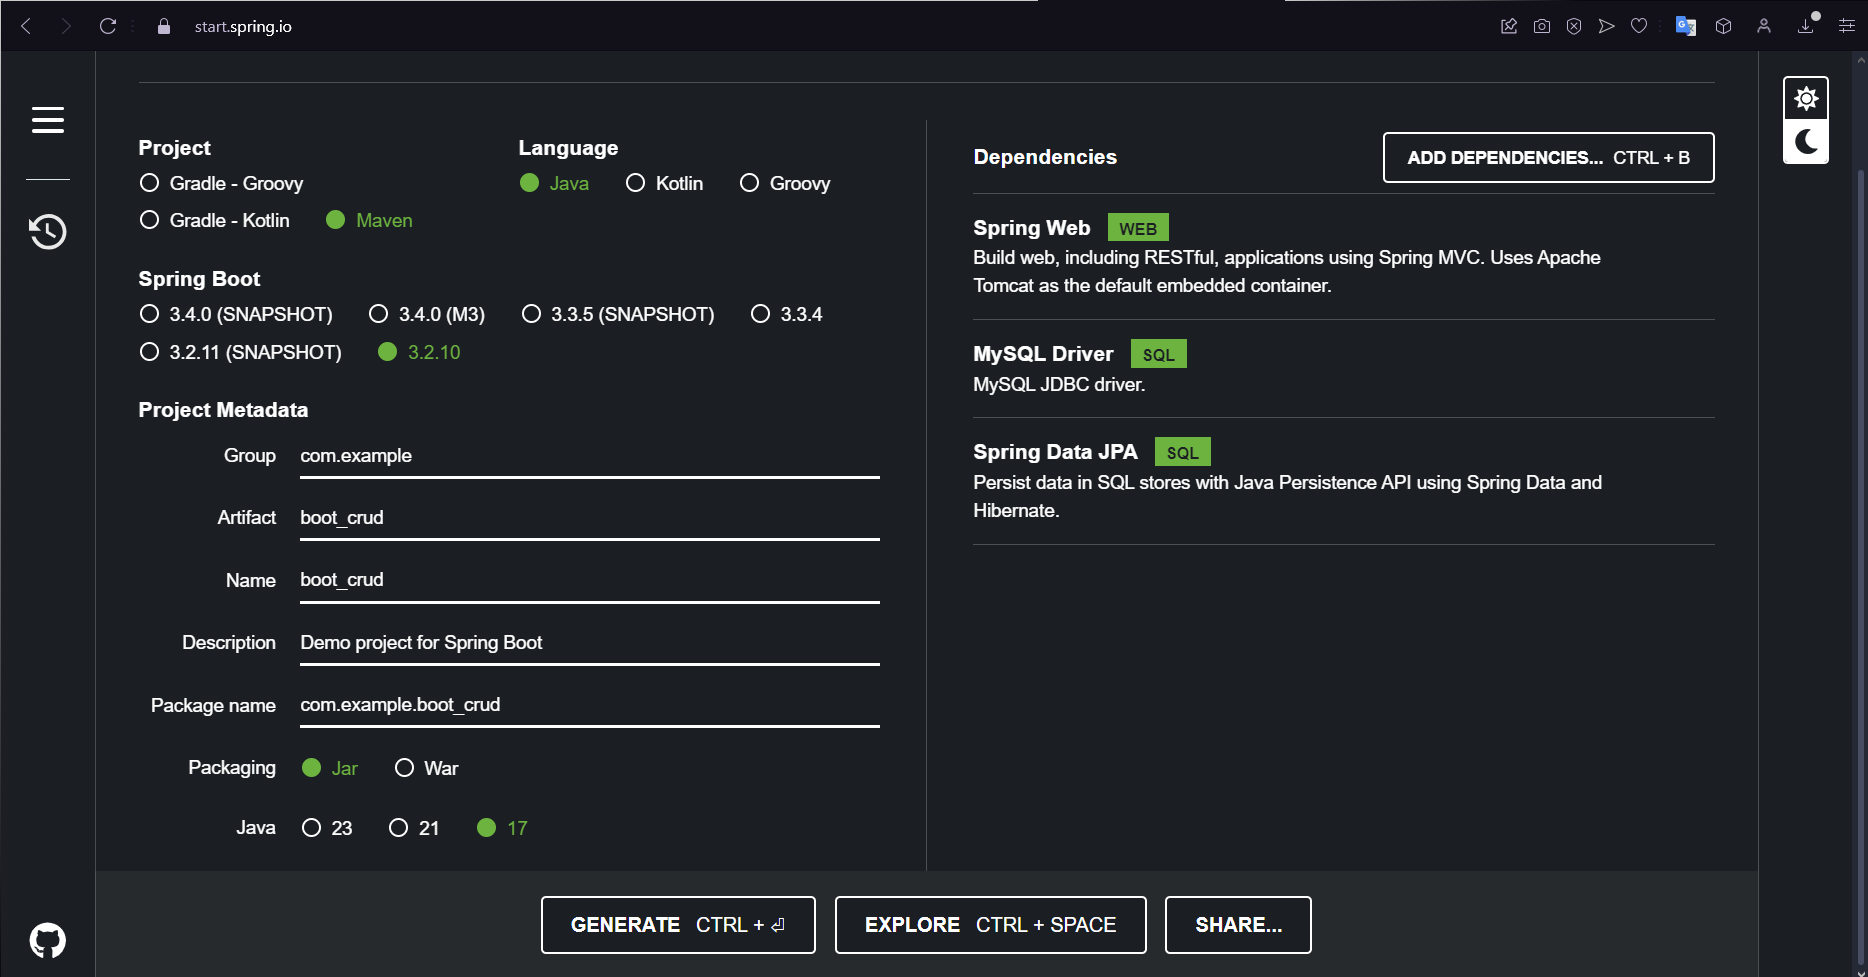 start.spring.io
Project
Gradle - Groovy
Gradle - Kotlin Maven
Language
Java Kotlin Groovy
Spring Boot
3.4.0 (SNAPSHOT) 3.4.0 (M3) 3.3.5 (SNAPSHOT) 3.3.4
3.2.11 (SNAPSHOT) 3.2.10
Project Metadata
Group com.example
Artifact boot_crud
Name boot_crud
Description Demo project for Spring Boot
Package name com.example.boot_crud
Packaging Jar War
Java 23 21 17
Dependencies ADD DEPENDENCIES... CTRL + B
Spring Web WEB
Build web, including RESTful, applications using Spring MVC. Uses Apache
Tomcat as the default embedded container.
MySQL Driver SQL
MySQL JDBC driver.
Spring Data JPA SQL
Persist data in SQL stores with Java Persistence API using Spring Data and
Hibernate.
GENERATE CTRL + ⏎ EXPLORE CTRL + SPACE SHARE...